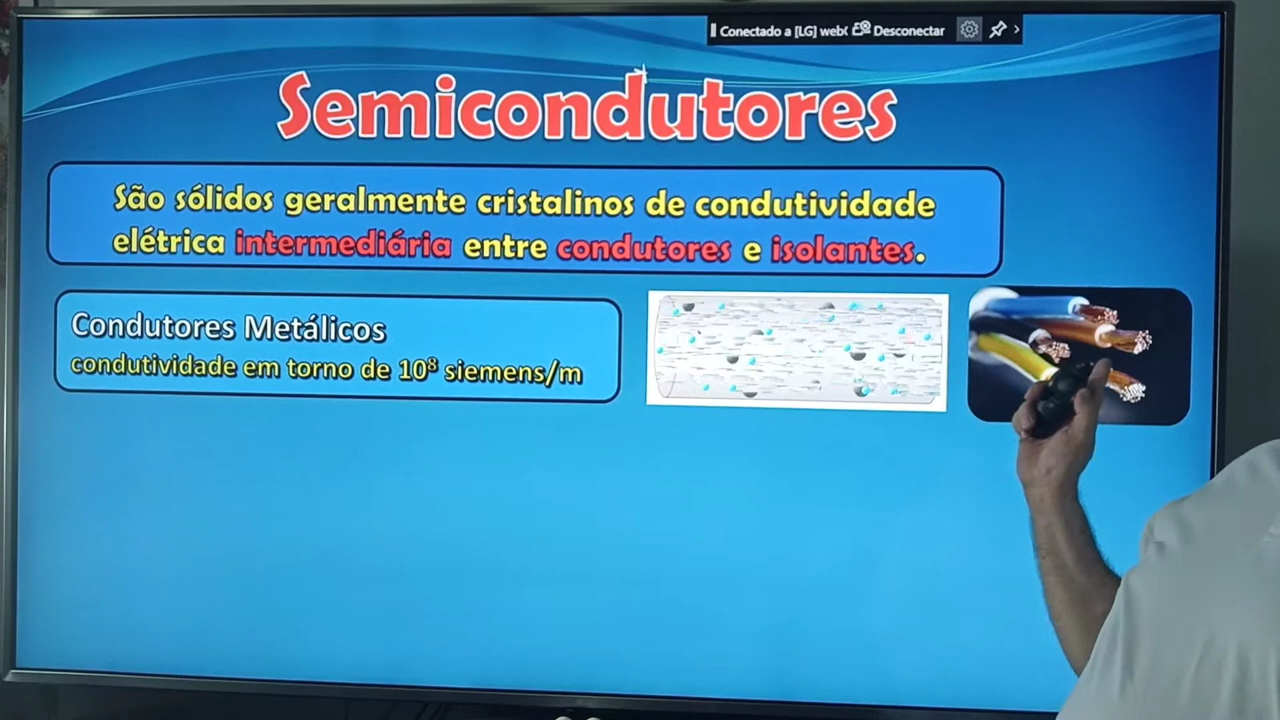 Conectado a [LG] web Desconectar
Semicondutores
São sólidos geralmente cristalinos de condutividade
elétrica intermediária entre condutores e isolantes.
Condutores Metálicos
condutividade em torno de 10⁸ siemens/m